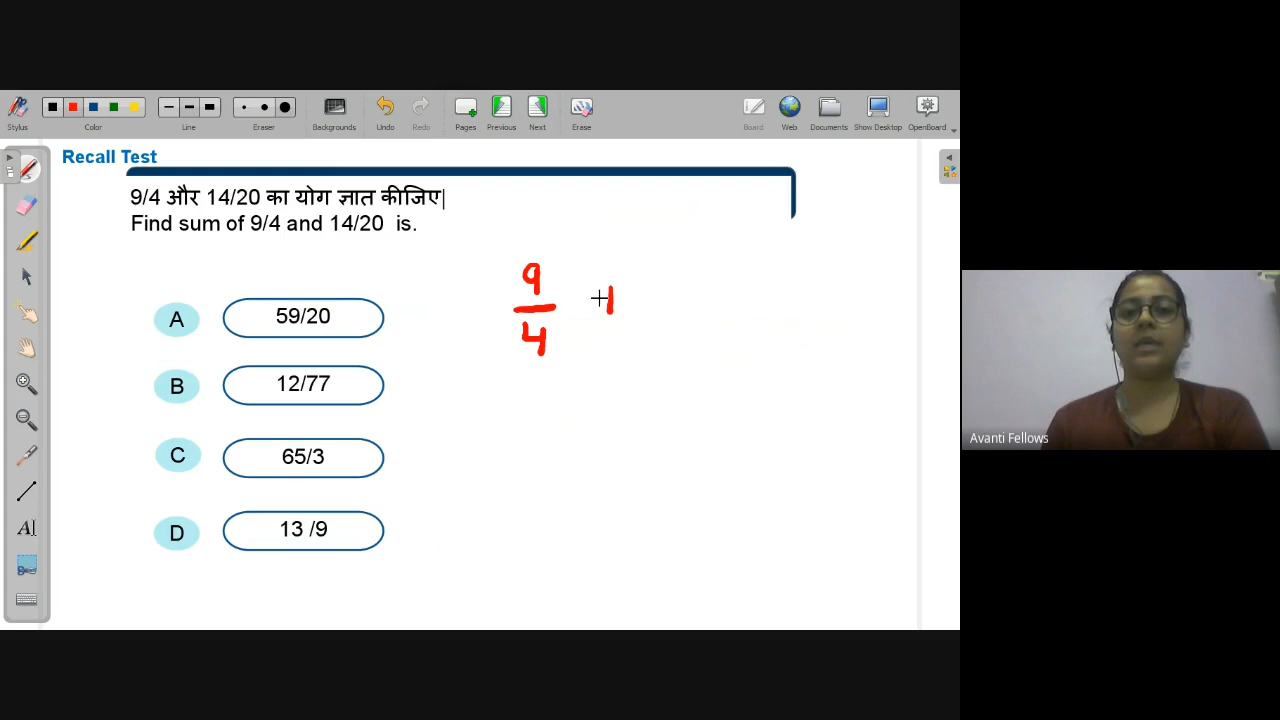 Stylus
Color
Line
Eraser
Backgrounds
Undo
Redo
Pages
Previous
Next
Erase
Board
Web
Documents
Show Desktop
OpenBoard
Recall Test
9/4 और 14/20 का योग ज्ञात कीजिए|
Find sum of 9/4 and 14/20 is.
9
4
A 59/20
B 12/77
C 65/3
D 13 /9
Avanti Fellows